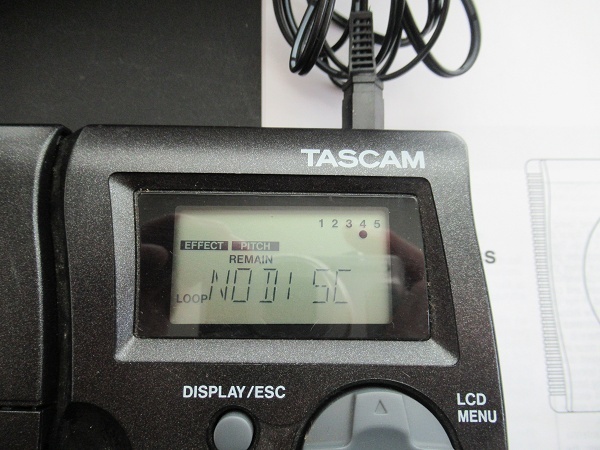 TASCAM
1 2 3 4 5
EFFECT PITCH
REMAIN
LOOP NO DISC
DISPLAY/ESC
LCD
MENU
S